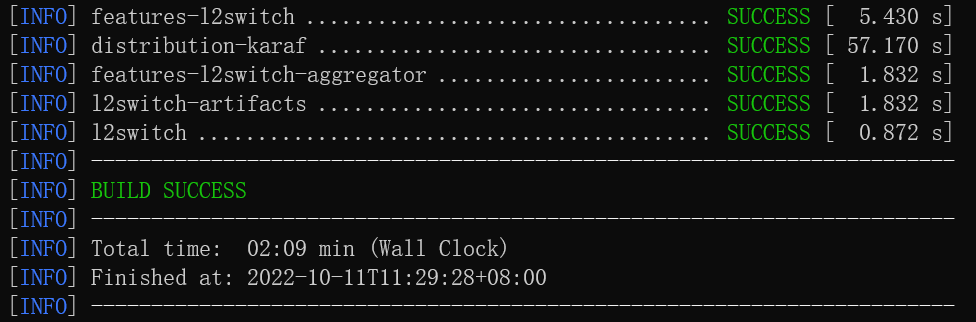 [INFO] features-l2switch .................................. SUCCESS [  5.430 s]
[INFO] distribution-karaf ................................. SUCCESS [ 57.170 s]
[INFO] features-l2switch-aggregator ....................... SUCCESS [  1.832 s]
[INFO] l2switch-artifacts ................................. SUCCESS [  1.832 s]
[INFO] l2switch ........................................... SUCCESS [  0.872 s]
[INFO] ------------------------------------------------------------------------
[INFO] BUILD SUCCESS
[INFO] ------------------------------------------------------------------------
[INFO] Total time:  02:09 min (Wall Clock)
[INFO] Finished at: 2022-10-11T11:29:28+08:00
[INFO] ------------------------------------------------------------------------